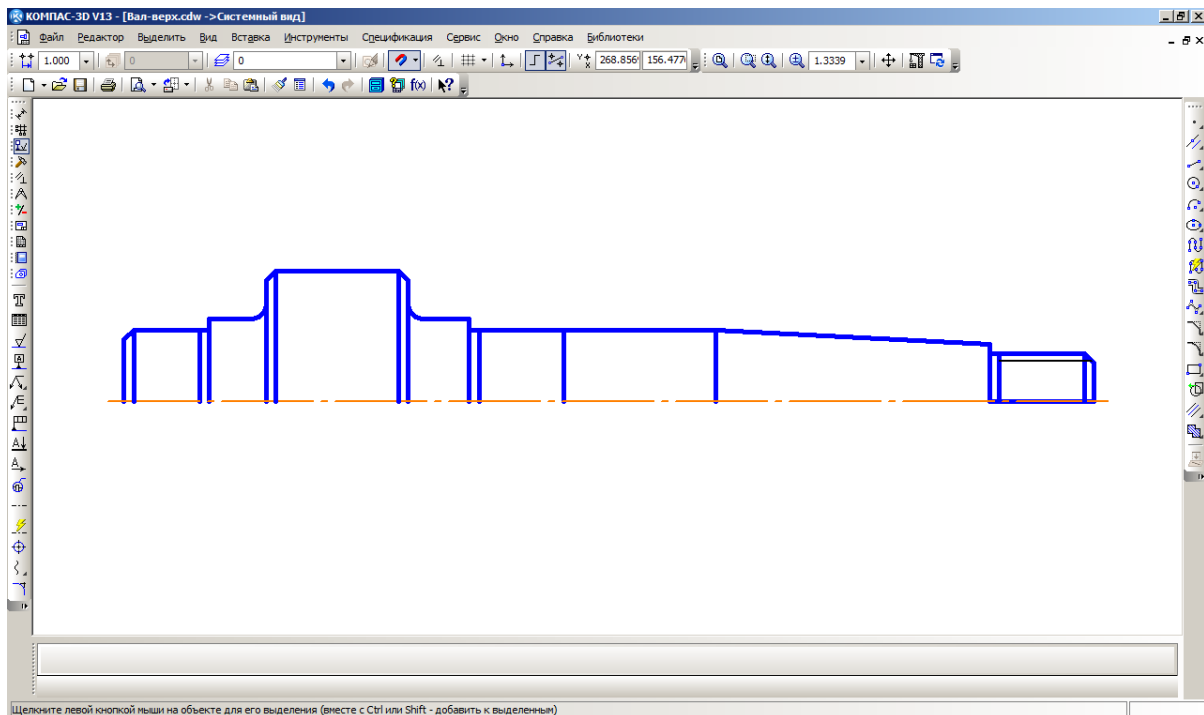 КОМПАС-3D V13 - [Вал-верх.cdw ->Системный вид]
Файл Редактор Выделить Вид Вставка Инструменты Спецификация Сервис Окно Справка Библиотеки
1.000 0 0 268.856 156.477 1.3339
f(x)
Щелкните левой кнопкой мыши на объекте для его выделения (вместе с Ctrl или Shift - добавить к выделенным)